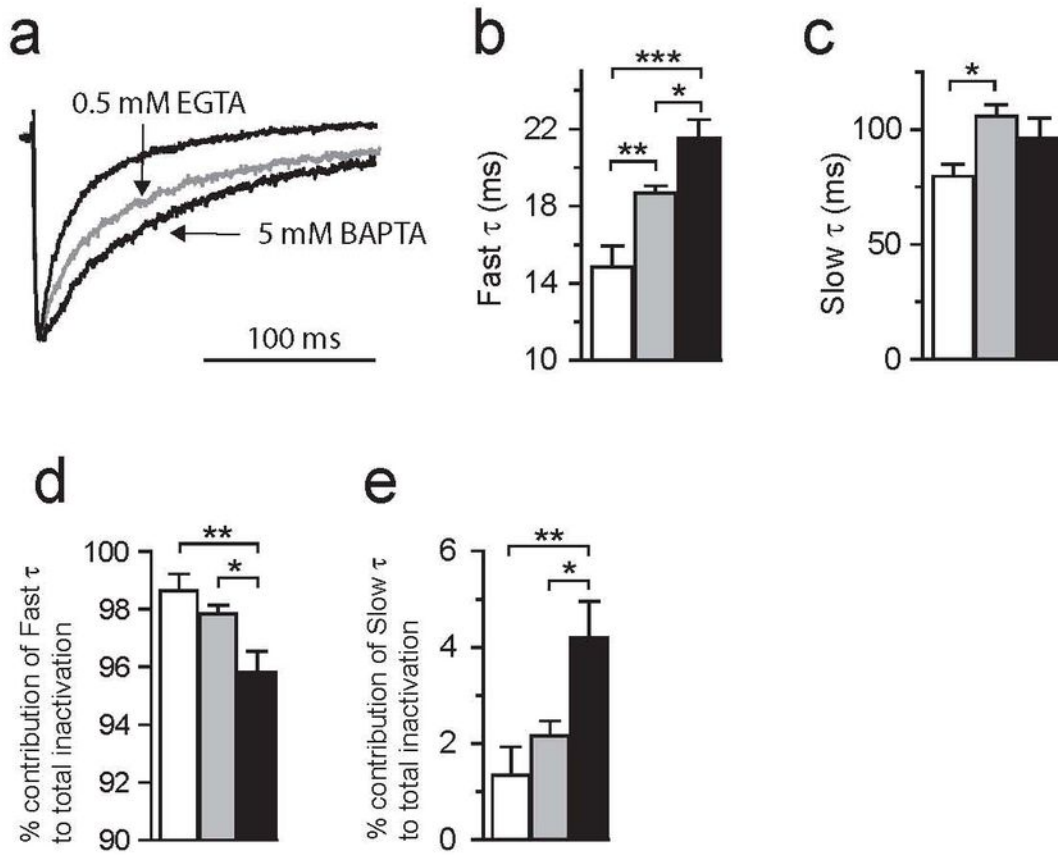 a
0.5 mM EGTA
5 mM BAPTA
100 ms
b
***
*
**
22
18
14
10
Fast τ (ms)
c
*
100
50
0
Slow τ (ms)
d
**
*
100
98
96
94
92
90
% contribution of Fast τ
to total inactivation
e
**
*
6
4
2
0
% contribution of Slow τ
to total inactivation